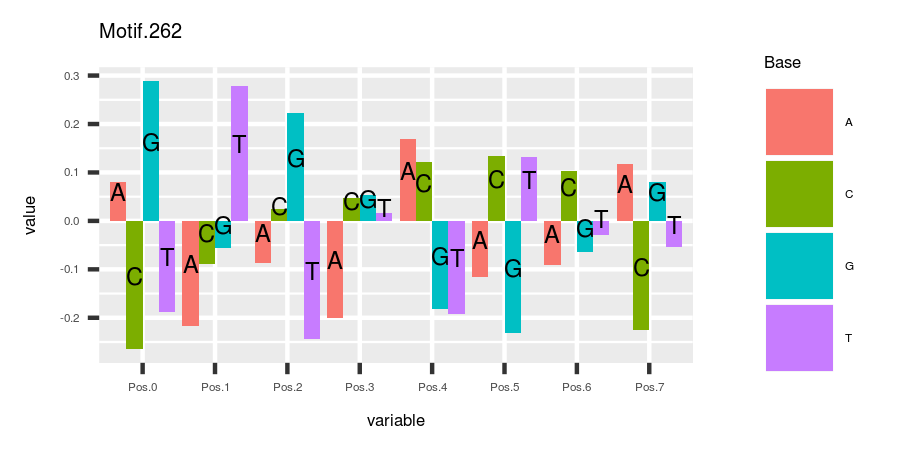 Motif.262
Base
0.3
0.2
0.1
0.0
-0.1
-0.2
value
A C G T
A C G T
A C G T
A C G T
A C G T
A C G T
A C G T
A C G T
A
C
G
T
Pos.0 Pos.1 Pos.2 Pos.3 Pos.4 Pos.5 Pos.6 Pos.7
variable